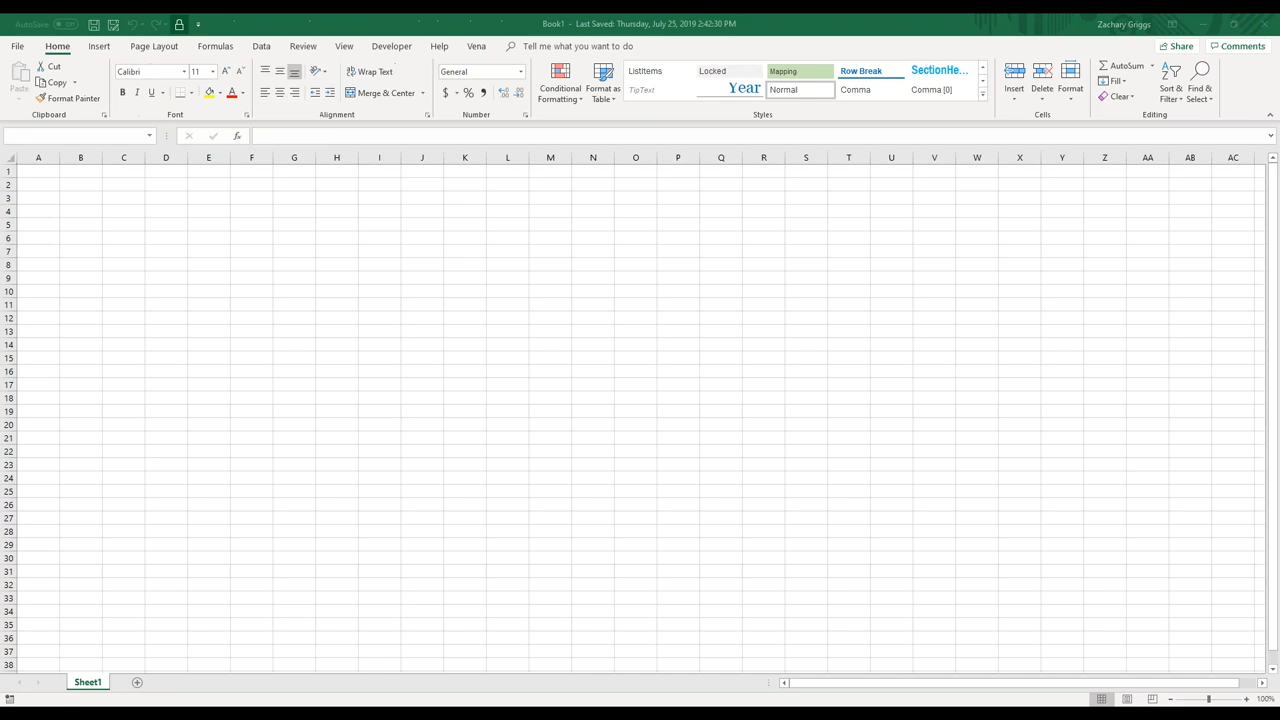 AutoSave Off Book1 - Last Saved: Thursday, July 25, 2019 2:42:30 PM Zachary Griggs
File Home Insert Page Layout Formulas Data Review View Developer Help Vena Tell me what you want to do Share Comments
Paste Cut
Copy
Format Painter
Clipboard
Calibri 11
B I U
Font
Wrap Text
Merge & Center
Alignment
General
$ % ,
Number
Conditional Formatting
Format as Table
ListItems Locked Mapping Row Break SectionHe...
TipText Year Normal Comma Comma [0]
Styles
Insert Delete Format
Cells
AutoSum
Fill
Clear
Sort & Filter
Find & Select
Editing
fx
A B C D E F G H I J K L M N O P Q R S T U V W X Y Z AA AB AC
1
2
3
4
5
6
7
8
9
10
11
12
13
14
15
16
17
18
19
20
21
22
23
24
25
26
27
28
29
30
31
32
33
34
35
36
37
38
Sheet1
100%